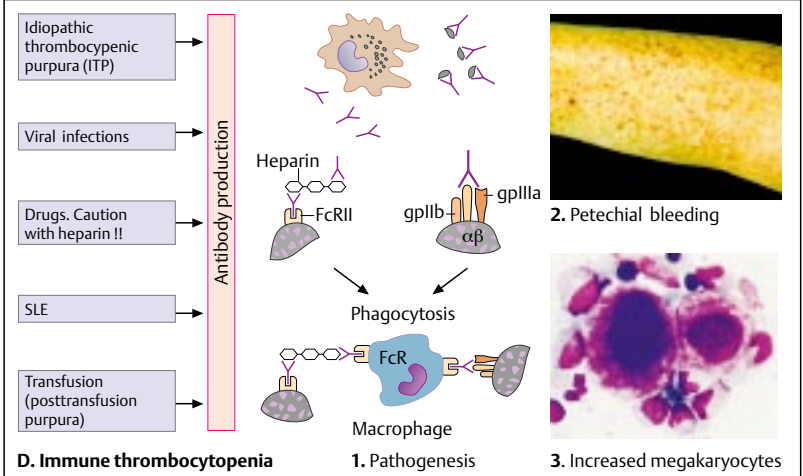 Idiopathic
thrombocypenic
purpura (ITP)
Viral infections
Drugs. Caution
with heparin !!
SLE
Transfusion
(posttransfusion
purpura)
Antibody production
Heparin
FcRII
gpIIb
gpIIIa
αβ
Phagocytosis
FcR
Macrophage
2. Petechial bleeding
D. Immune thrombocytopenia
1. Pathogenesis
3. Increased megakaryocytes